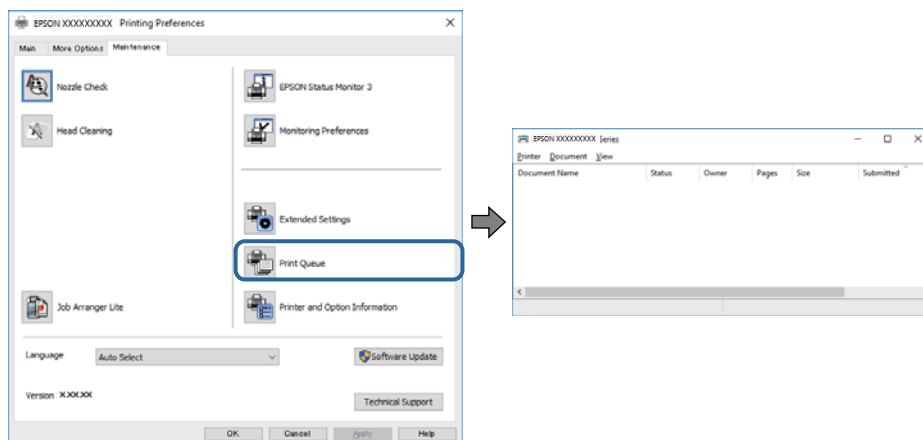 EPSON XXXXXXXXX Printing Preferences
Main More Options Maintenance
Nozzle Check
Head Cleaning
Job Arranger Lite
EPSON Status Monitor 3
Monitoring Preferences
Extended Settings
Print Queue
Printer and Option Information
Language Auto Select Software Update
Version X.XX.XX
Technical Support
OK Cancel Apply Help
EPSON XXXXXXXXX Series
Printer Document View
Document Name Status Owner Pages Size Submitted